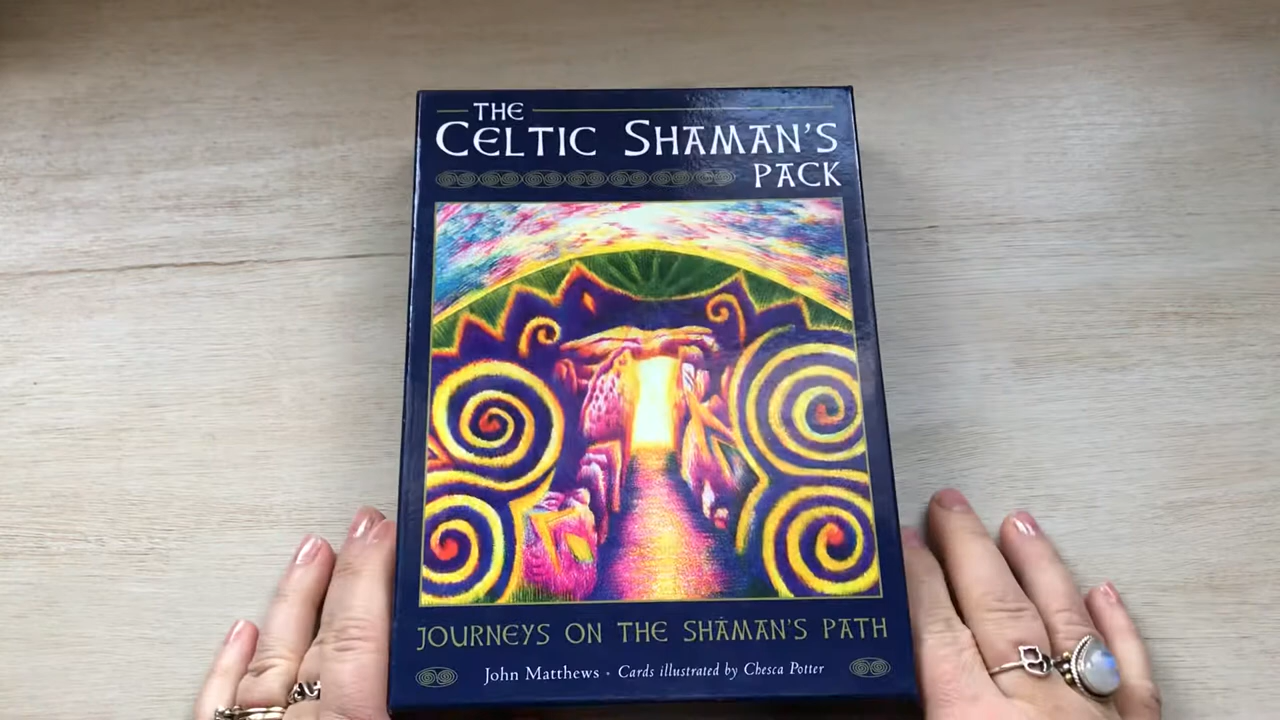 THE
CELTIC SHAMAN'S
PACK
JOURNEYS ON THE SHAMAN'S PATH
John Matthews • Cards illustrated by Chesca Potter